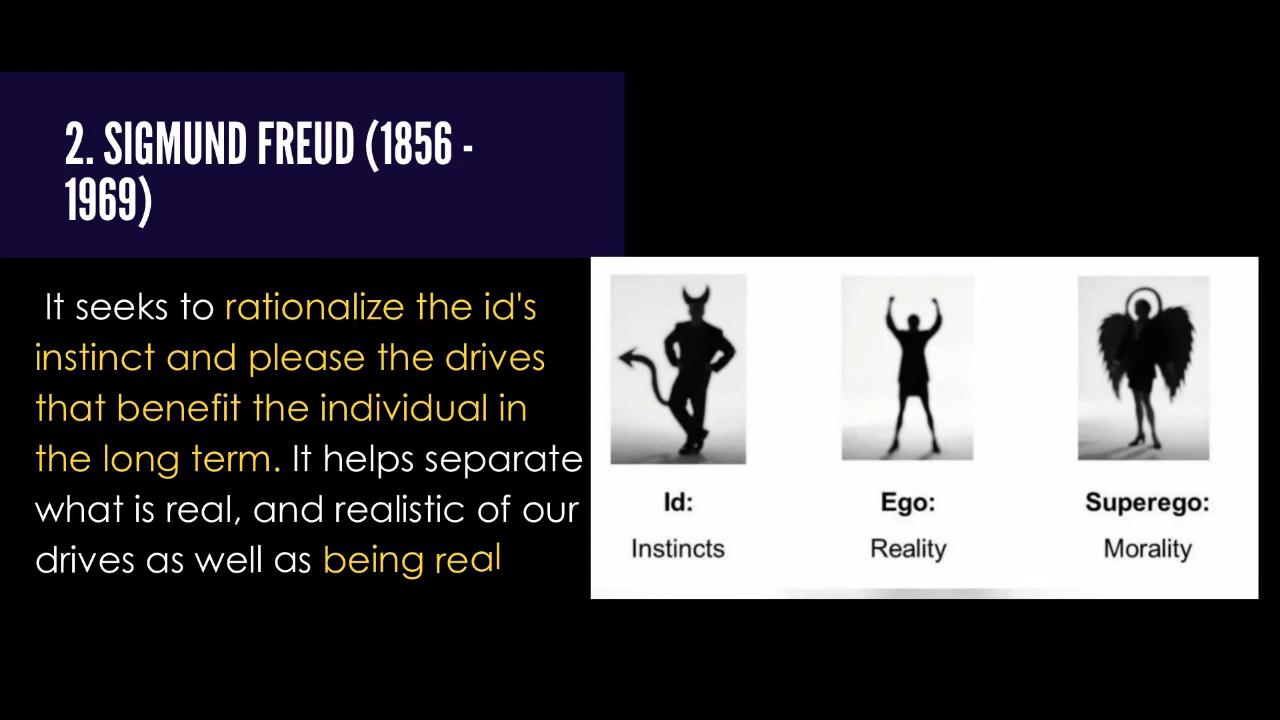 2. SIGMUND FREUD (1856 -
1969)
It seeks to rationalize the id's
instinct and please the drives
that benefit the individual in
the long term. It helps separate
what is real, and realistic of our
drives as well as being real
Id:
Instincts
Ego:
Reality
Superego:
Morality